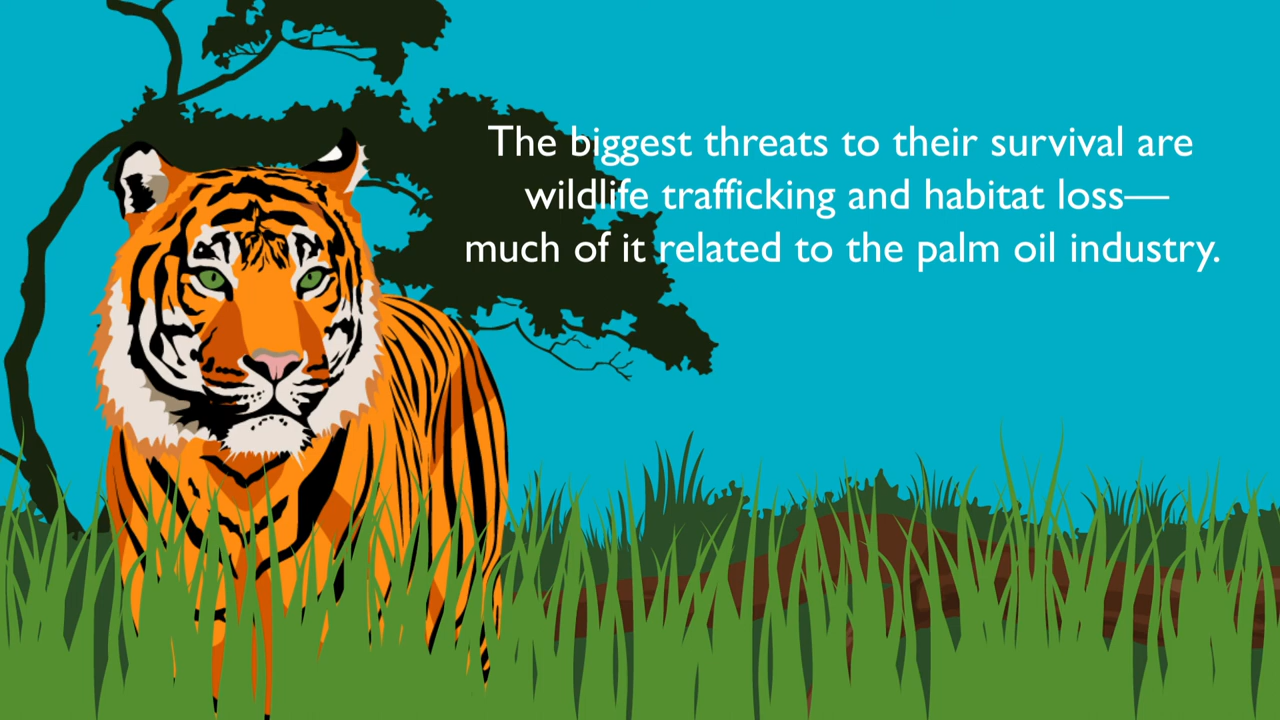 The biggest threats to their survival are
wildlife trafficking and habitat loss—
much of it related to the palm oil industry.